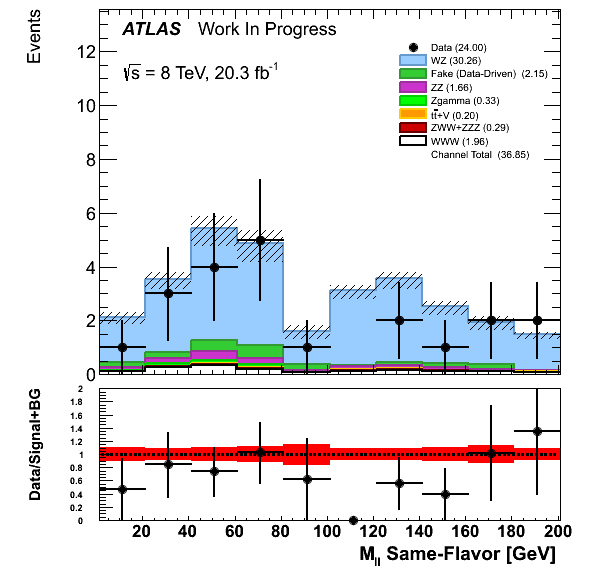 Events
ATLAS Work In Progress
√s = 8 TeV, 20.3 fb-1
Data (24.00)
WZ (30.26)
Fake (Data-Driven) (2.15)
ZZ (1.66)
Zgamma (0.33)
tt̄+V (0.20)
ZWW+ZZZ (0.29)
WWW (1.96)
Channel Total (36.85)
12
10
8
6
4
2
0
Data/Signal+BG
2
1.8
1.6
1.4
1.2
1
0.8
0.6
0.4
0.2
0
20 40 60 80 100 120 140 160 180 200
Mll Same-Flavor [GeV]